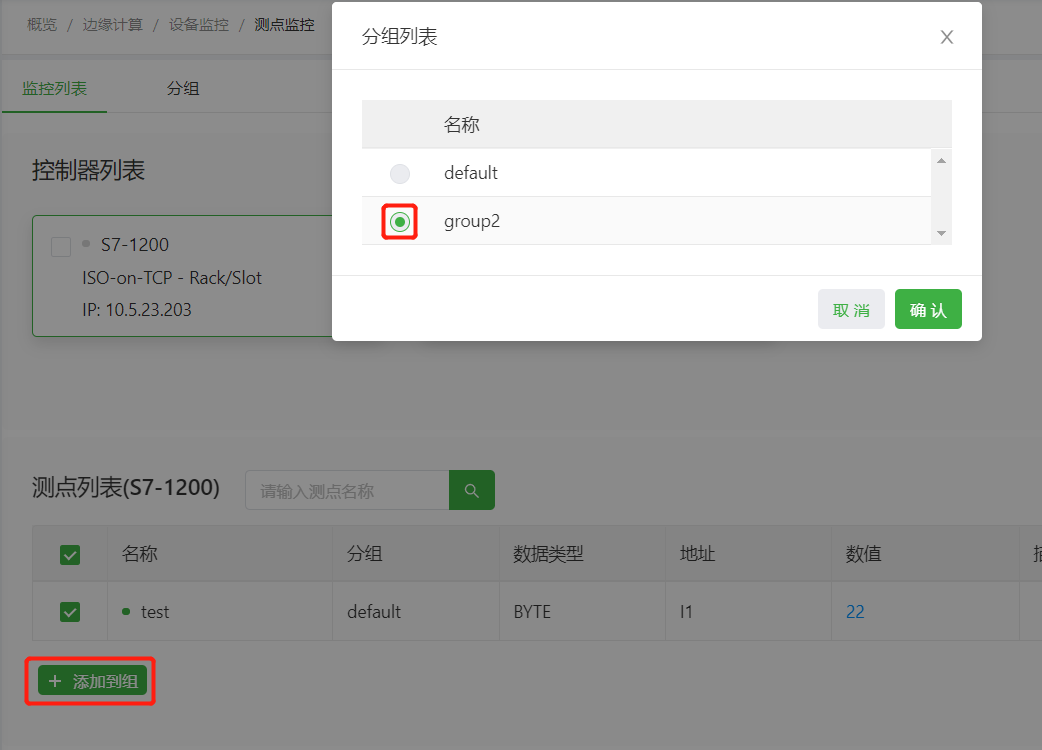 概览 / 边缘计算 / 设备监控 / 测点监控
监控列表
分组
控制器列表
S7-1200
ISO-on-TCP - Rack/Slot
IP: 10.5.23.203
分组列表
名称
default
group2
取 消
确 认
测点列表(S7-1200)
请输入测点名称
名称 分组 数据类型 地址 数值
test default BYTE I1 22
添加到组